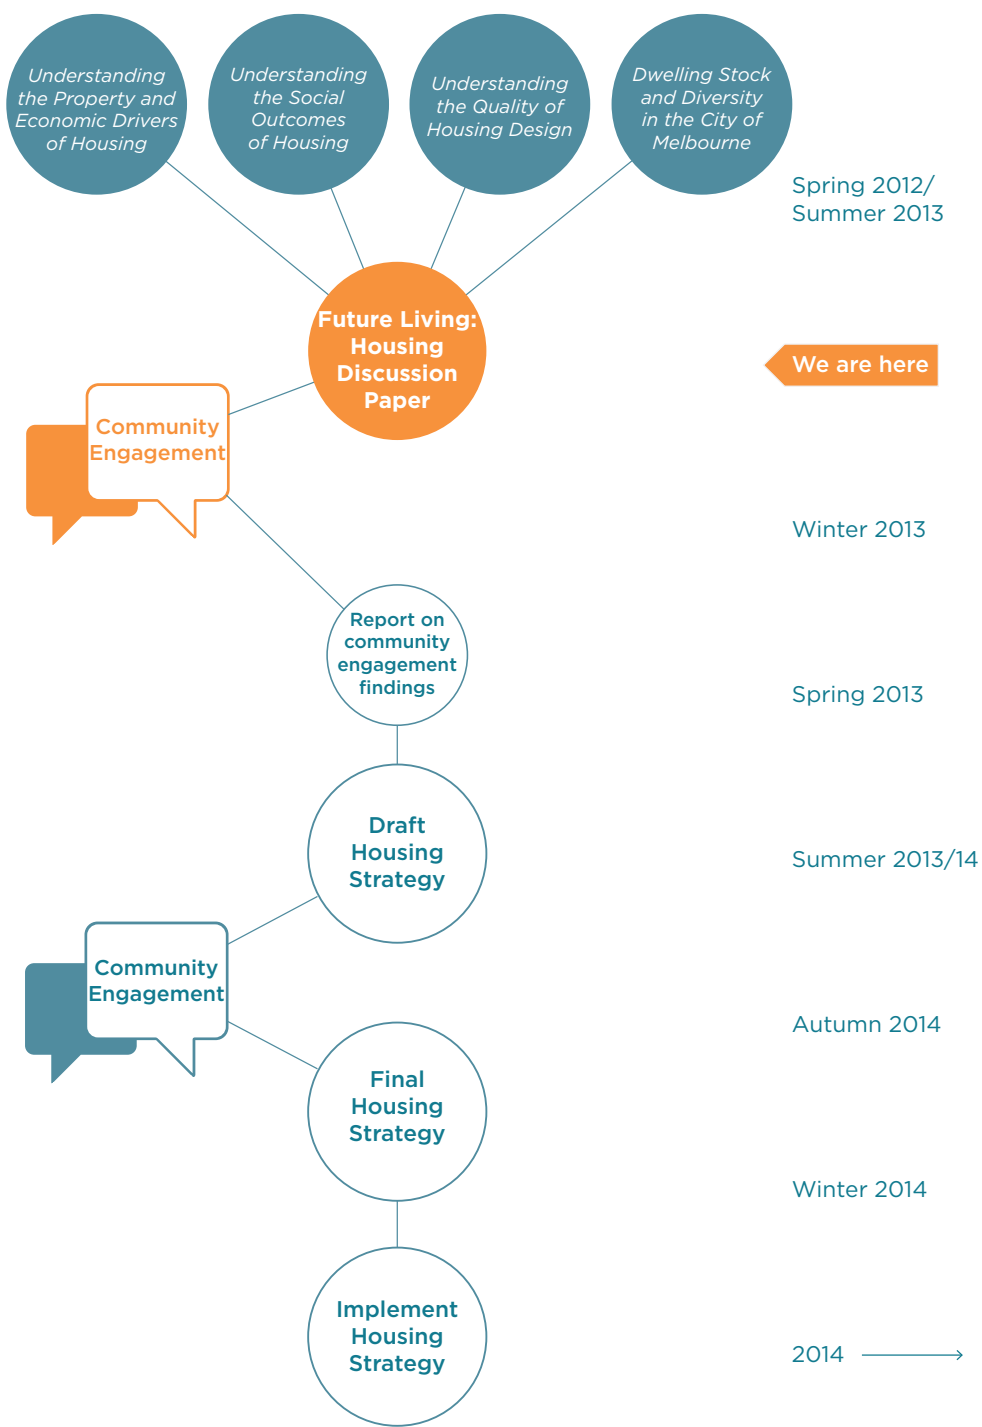 Understanding
the Property and
Economic Drivers
of Housing
Understanding
the Social
Outcomes
of Housing
Understanding
the Quality of
Housing Design
Dwelling Stock
and Diversity
in the City of
Melbourne
Spring 2012/
Summer 2013
Future Living:
Housing
Discussion
Paper
We are here
Community
Engagement
Winter 2013
Report on
community
engagement
findings
Spring 2013
Draft
Housing
Strategy
Summer 2013/14
Community
Engagement
Autumn 2014
Final
Housing
Strategy
Winter 2014
Implement
Housing
Strategy
2014